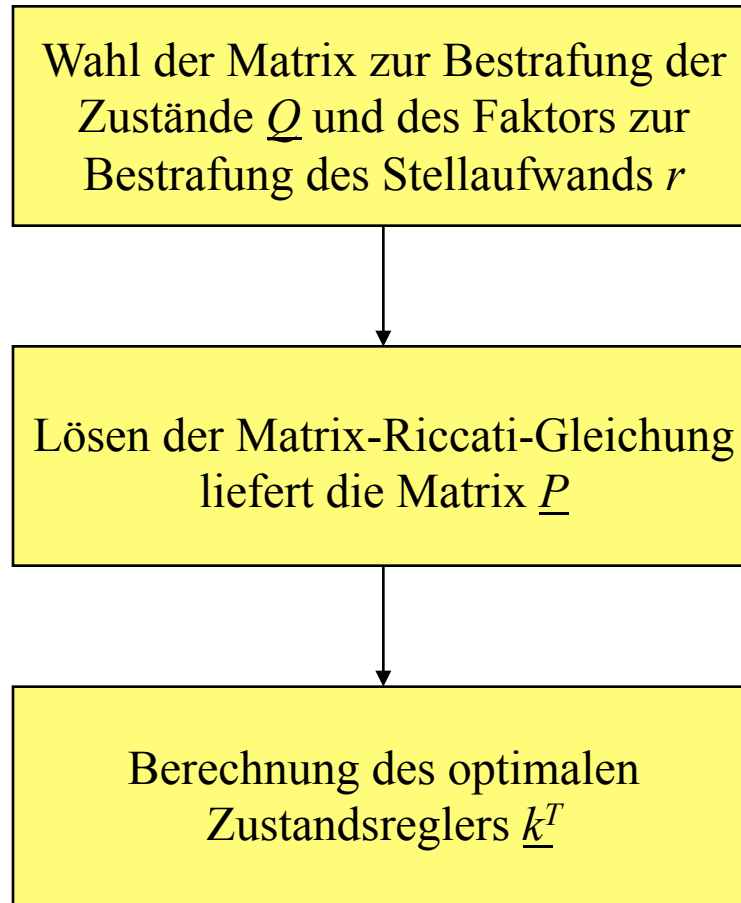 Wahl der Matrix zur Bestrafung der
Zustände Q und des Faktors zur
Bestrafung des Stellaufwands r
Lösen der Matrix-Riccati-Gleichung
liefert die Matrix P
Berechnung des optimalen
Zustandsreglers k^T